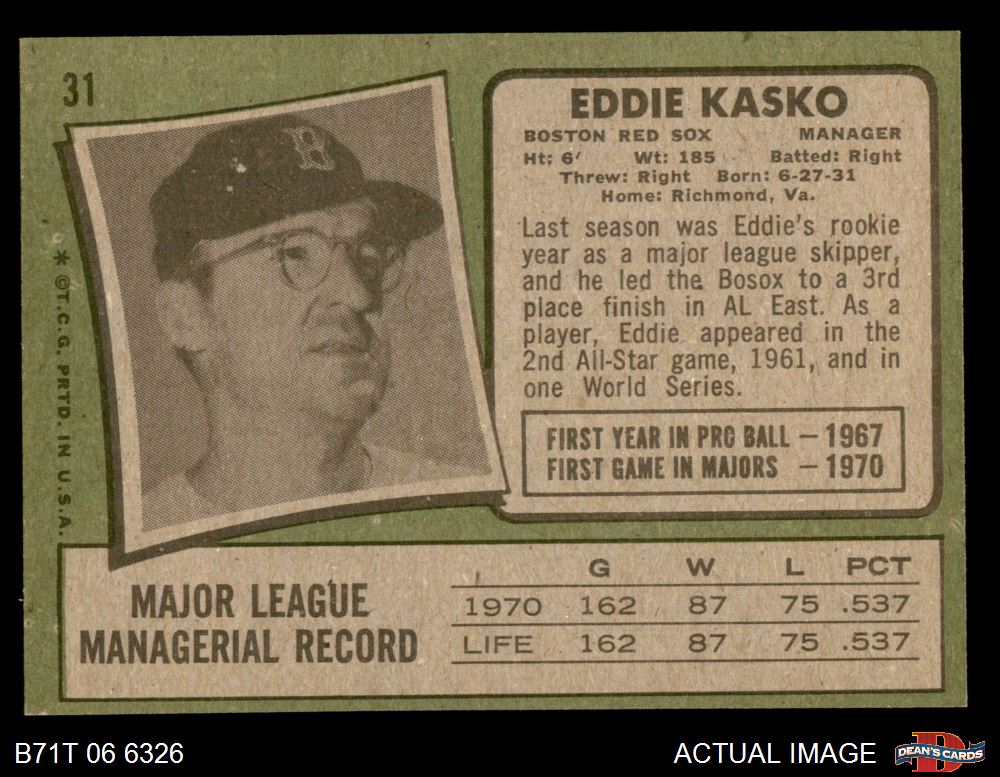 31
EDDIE KASKO
BOSTON RED SOX MANAGER
Ht: 6' Wt: 185 Batted: Right
Threw: Right Born: 6-27-31
Home: Richmond, Va.
Last season was Eddie's rookie
year as a major league skipper,
and he led the Bosox to a 3rd
place finish in AL East. As a
player, Eddie appeared in the
2nd All-Star game, 1961, and in
one World Series.
FIRST YEAR IN PRO BALL — 1967
FIRST GAME IN MAJORS — 1970
B
* ©T.C.G. PRTD. IN U.S.A.
MAJOR LEAGUE
MANAGERIAL RECORD
G W L PCT
1970 162 87 75 .537
LIFE 162 87 75 .537
B71T 06 6326
ACTUAL IMAGE
D
DEAN'S CARDS